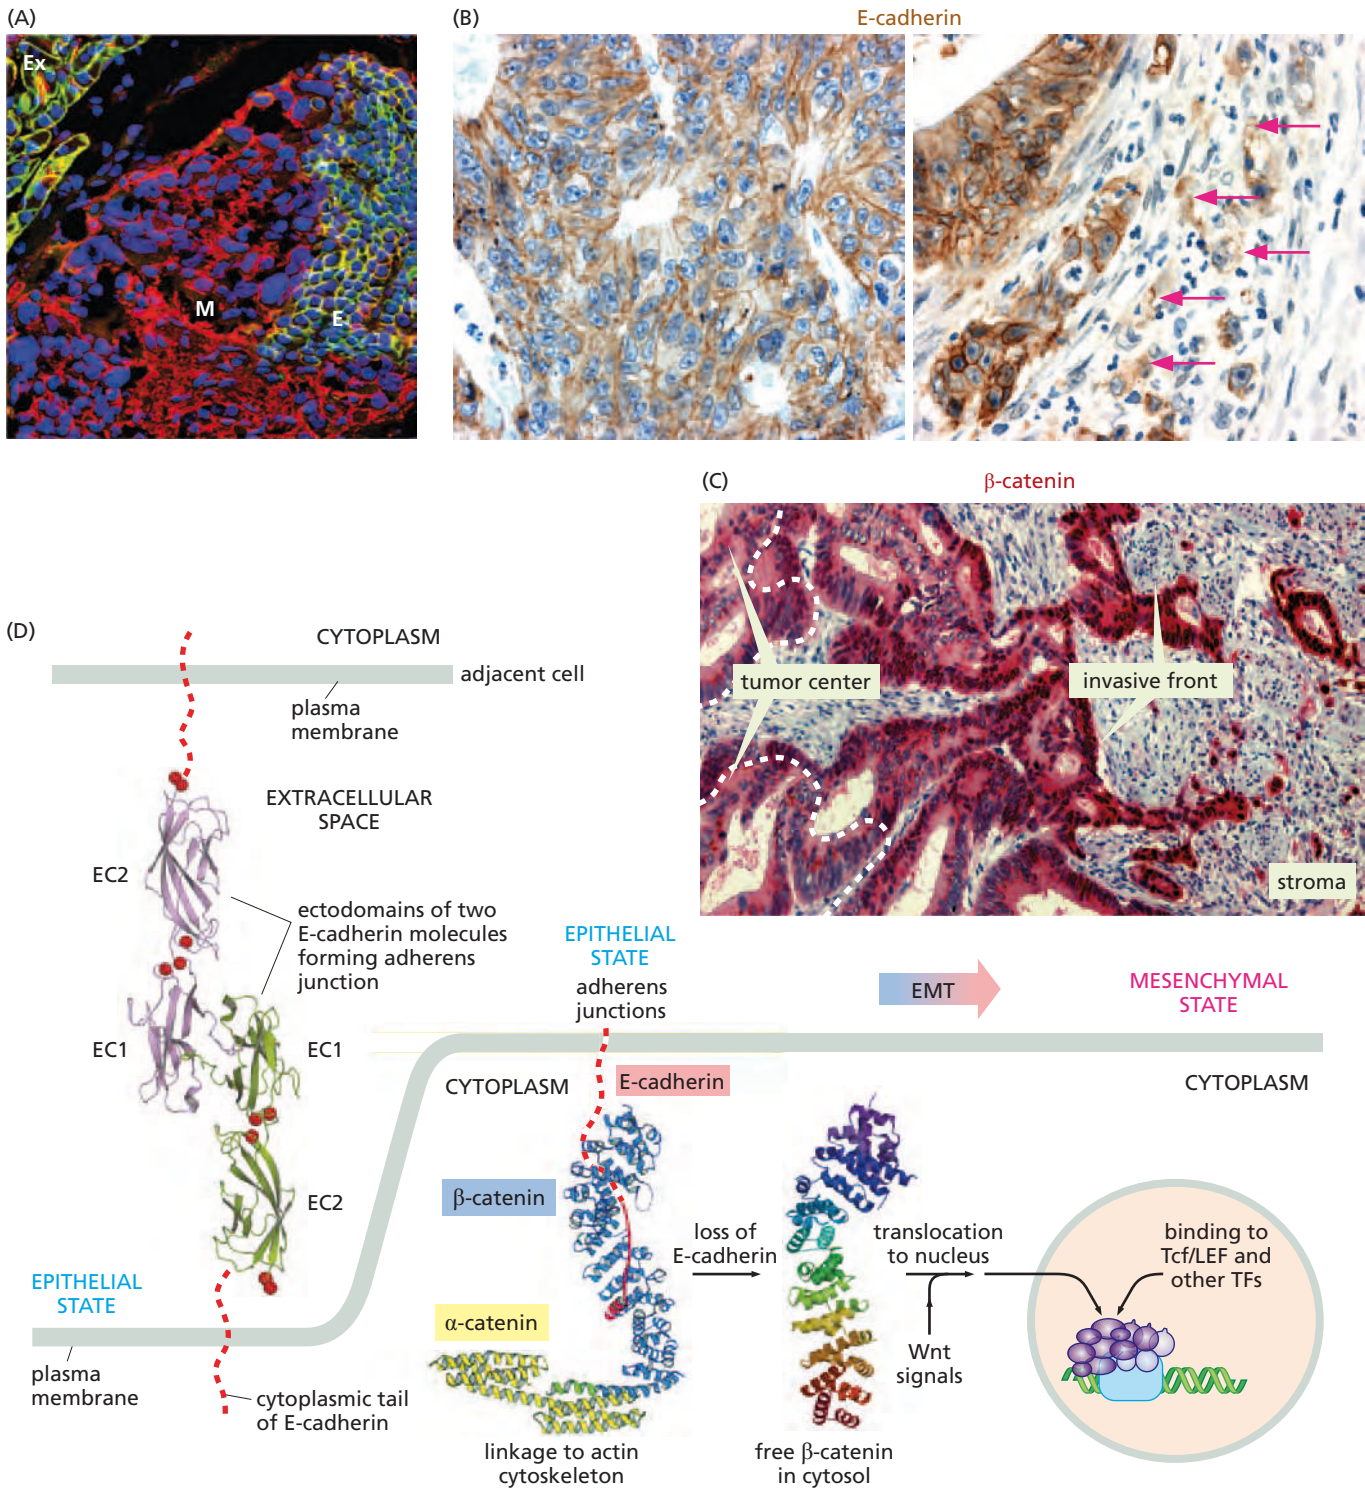 (A)
Ex
M
E
(B)
E-cadherin
(C)
β-catenin
tumor center
invasive front
stroma
(D)
CYTOPLASM
adjacent cell
plasma
membrane
EXTRACELLULAR
SPACE
EC2
ectodomains of two
E-cadherin molecules
forming adherens
junction
EC1
EC1
EC2
EPITHELIAL
STATE
plasma
membrane
cytoplasmic tail
of E-cadherin
EPITHELIAL
STATE
adherens
junctions
EMT
MESENCHYMAL
STATE
CYTOPLASM
E-cadherin
CYTOPLASM
β-catenin
α-catenin
linkage to actin
cytoskeleton
loss of
E-cadherin
free β-catenin
in cytosol
translocation
to nucleus
Wnt
signals
binding to
Tcf/LEF and
other TFs